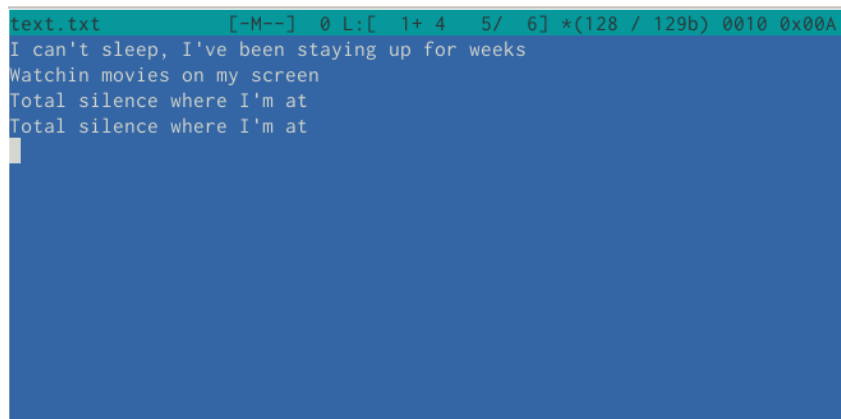 text.txt [-M--] 0 L:[ 1+ 4 5/ 6] *(128 / 129b) 0010 0x00A
I can't sleep, I've been staying up for weeks
Watchin movies on my screen
Total silence where I'm at
Total silence where I'm at